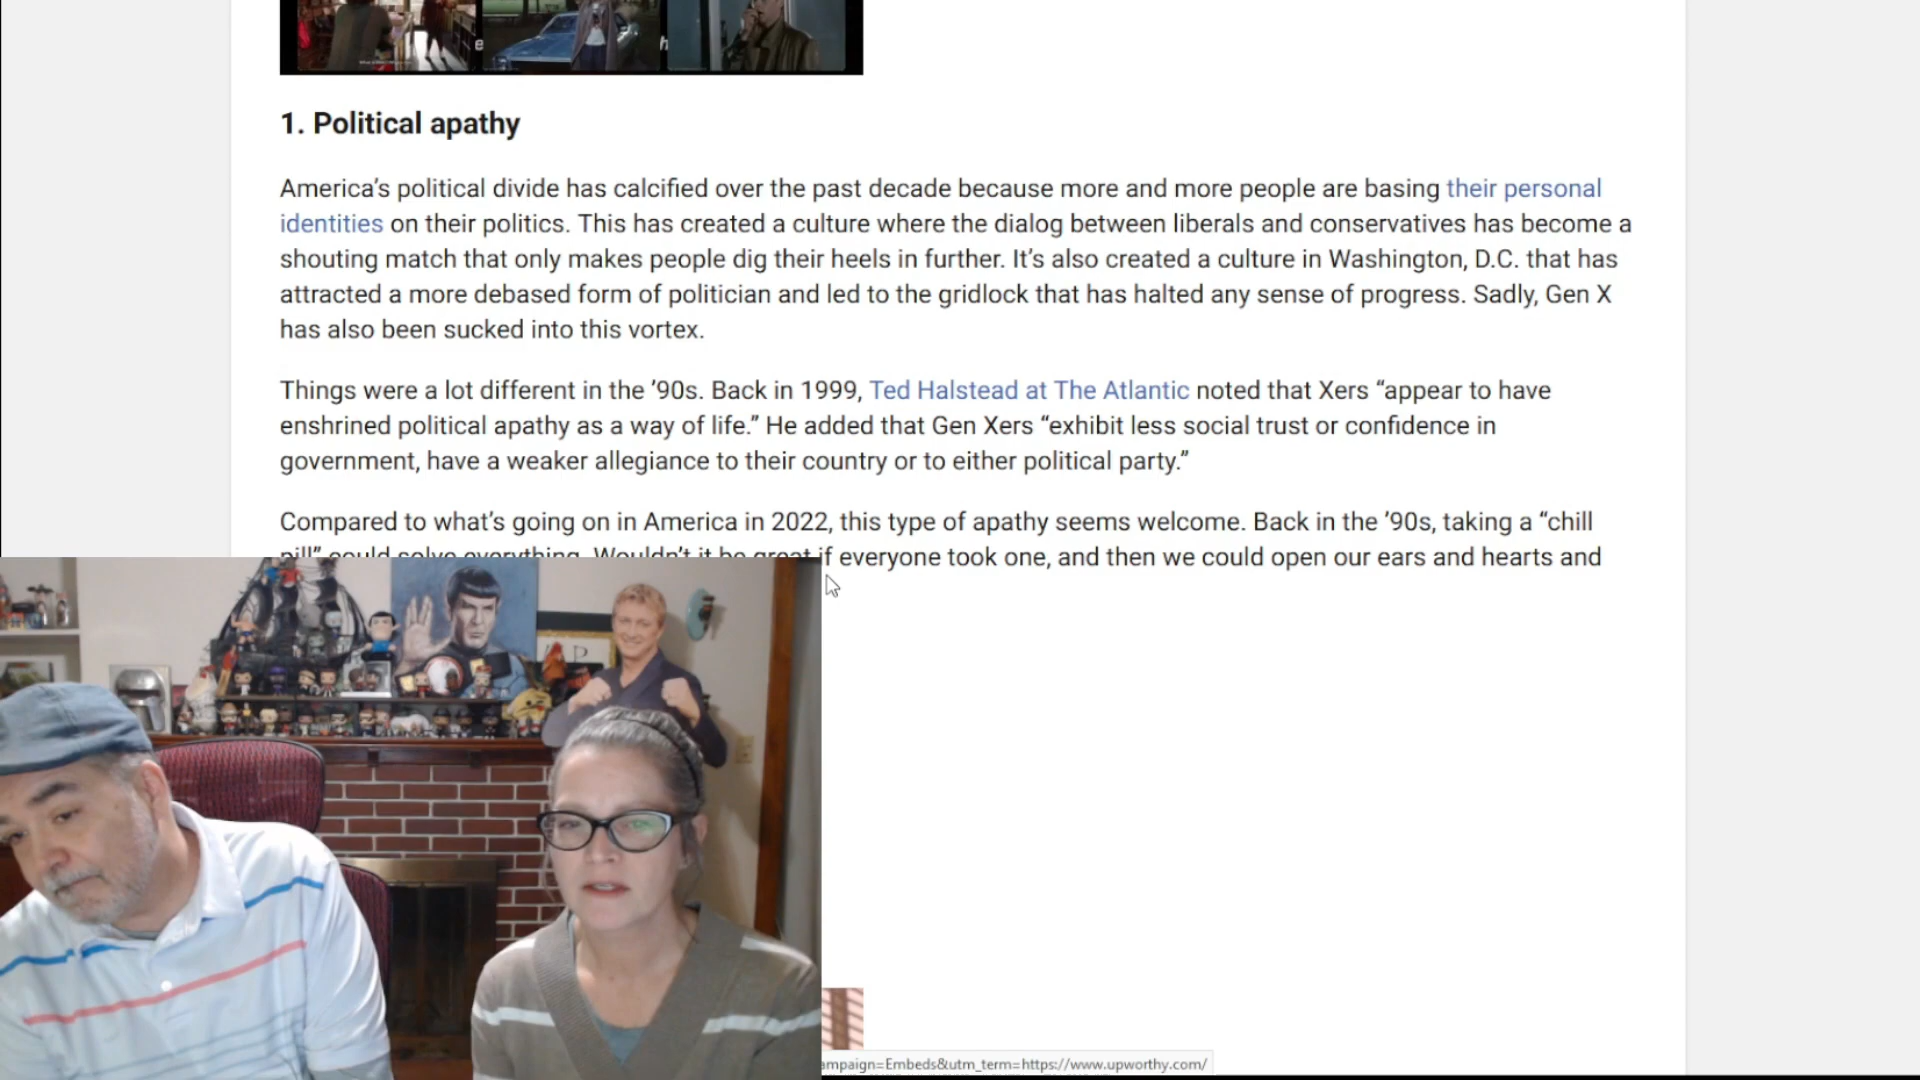 1. Political apathy
America’s political divide has calcified over the past decade because more and more people are basing their personal
identities on their politics. This has created a culture where the dialog between liberals and conservatives has become a
shouting match that only makes people dig their heels in further. It’s also created a culture in Washington, D.C. that has
attracted a more debased form of politician and led to the gridlock that has halted any sense of progress. Sadly, Gen X
has also been sucked into this vortex.
Things were a lot different in the ’90s. Back in 1999, Ted Halstead at The Atlantic noted that Xers “appear to have
enshrined political apathy as a way of life.” He added that Gen Xers “exhibit less social trust or confidence in
government, have a weaker allegiance to their country or to either political party.”
Compared to what’s going on in America in 2022, this type of apathy seems welcome. Back in the ’90s, taking a “chill
pill” could solve everything. Wouldn’t it be great if everyone took one, and then we could open our ears and hearts and
ampaign=Embeds&utm_term=https://www.upworthy.com/